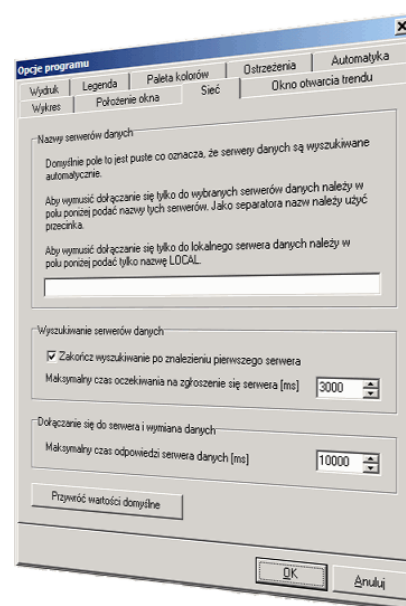 Opcje programu
Wydruk Legenda Paleta kolorów Ostrzeżenia Automatyka
Wykres Położenie okna Sieć Okno otwarcia trendu
Nazwy serwerów danych
Domyślnie pole to jest puste co oznacza, że serwery danych są wyszukiwane
automatycznie.
Aby wymusić dołączanie się tylko do wybranych serwerów danych należy w
polu poniżej podać nazwy tych serwerów. Jako separatora nazw należy użyć
przecinka.
Aby wymusić dołączanie się tylko do lokalnego serwera danych należy w
polu poniżej podać tylko nazwę LOCAL.
Wyszukiwanie serwerów danych
Zakończ wyszukiwanie po znalezieniu pierwszego serwera
Maksymalny czas oczekiwania na zgłoszenie się serwera [ms] 3000
Dołączanie się do serwera i wymiana danych
Maksymalny czas odpowiedzi serwera danych [ms] 10000
Przywróć wartości domyślne
OK Anuluj